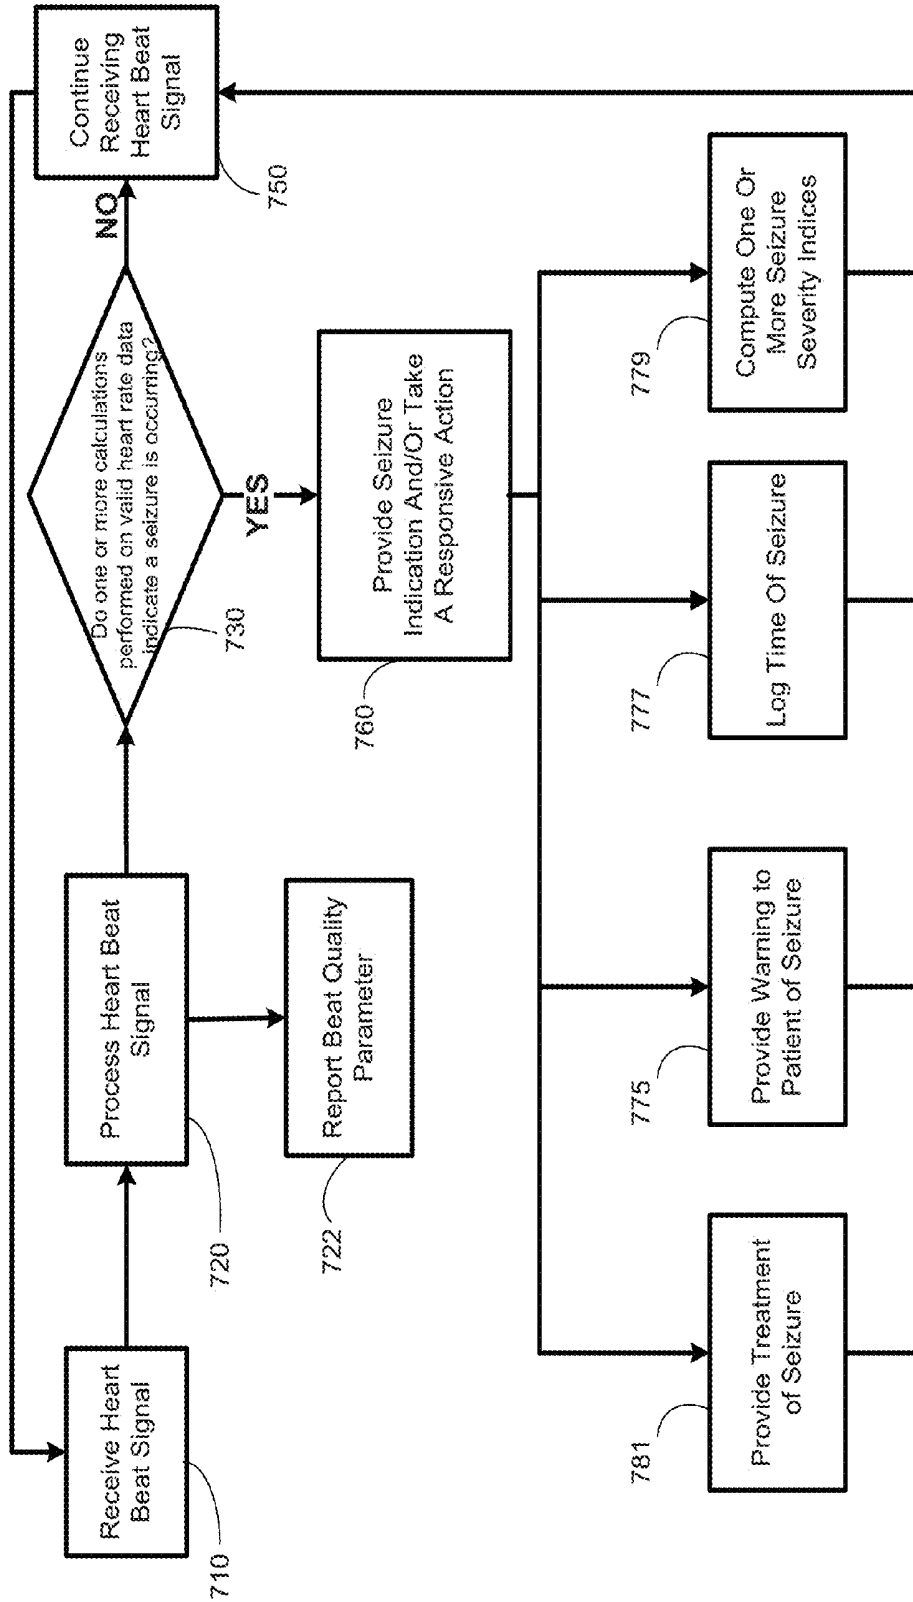 Receive Heart
Beat Signal
710
Process Heart Beat
Signal
720
Report Beat Quality
Parameter
722
Do one or more calculations
performed on valid heart rate data
indicate a seizure is occurring?
730
NO
Continue
Receiving
Heart Beat
Signal
750
YES
Provide Seizure
Indication And/Or Take
A Responsive Action
760
Provide Treatment
of Seizure
781
Provide Warning to
Patient of Seizure
775
Log Time Of Seizure
777
Compute One Or
More Seizure
Severity Indices
779